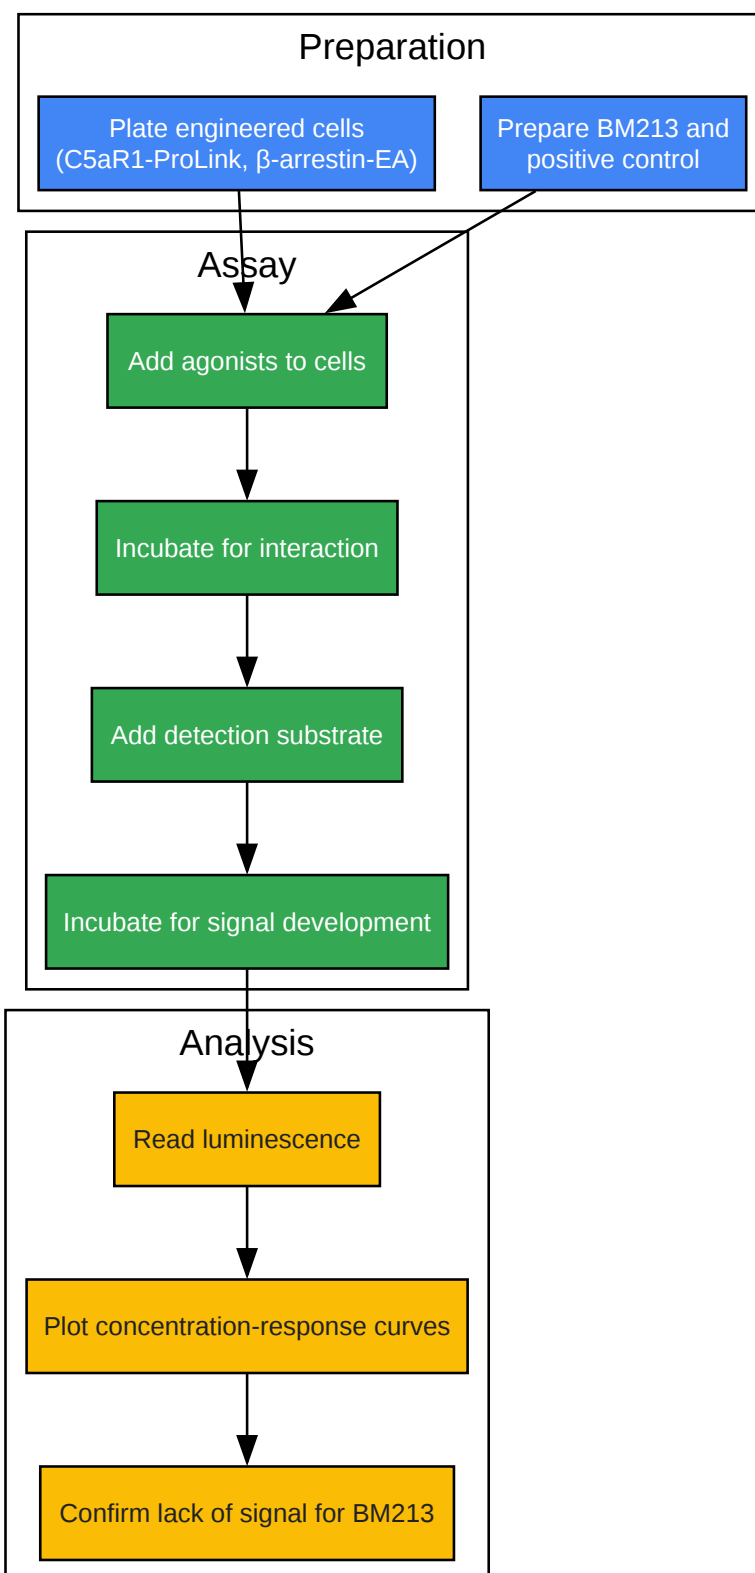 Preparation
Plate engineered cells
(C5aR1-ProLink, β-arrestin-EA)
Prepare BM213 and
positive control
Assay
Add agonists to cells
Incubate for interaction
Add detection substrate
Incubate for signal development
Analysis
Read luminescence
Plot concentration-response curves
Confirm lack of signal for BM213